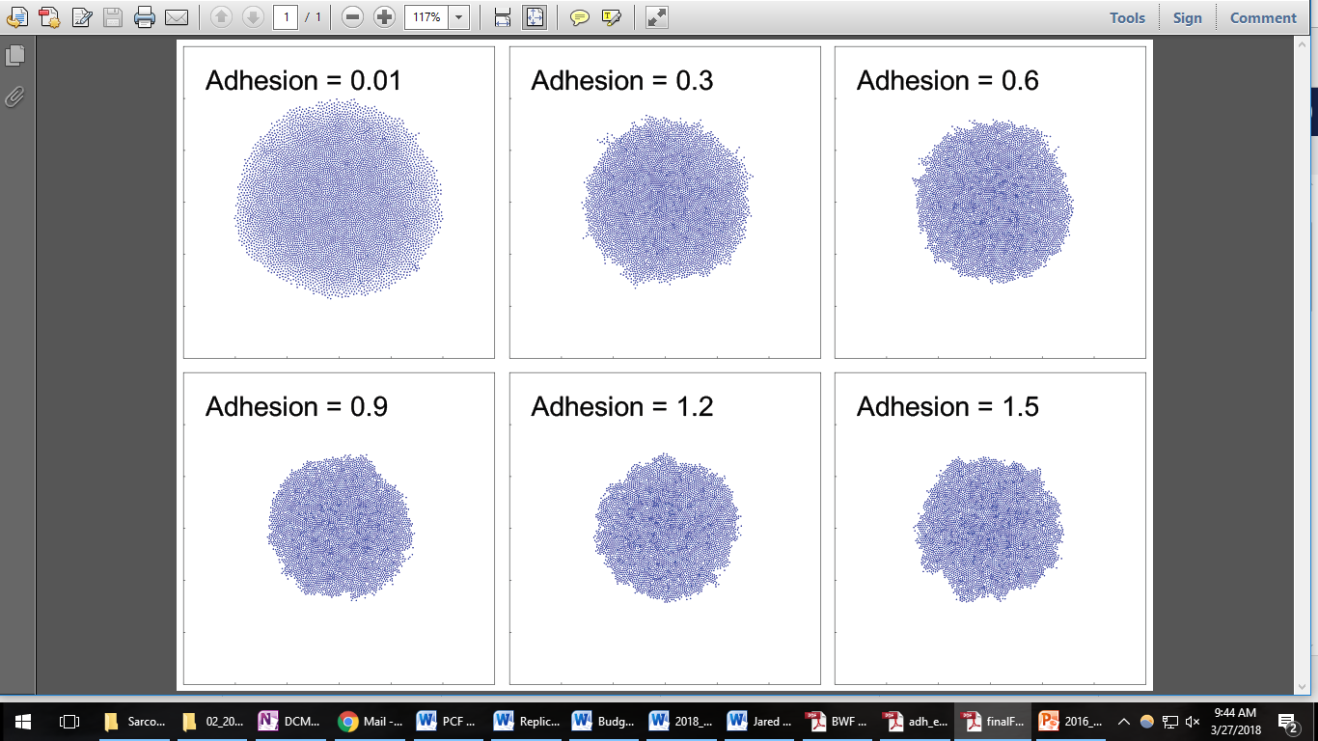 1 / 1
117%
Tools
Sign
Comment
Adhesion = 0.01
Adhesion = 0.3
Adhesion = 0.6
Adhesion = 0.9
Adhesion = 1.2
Adhesion = 1.5
Sarco...
02_20...
DCM...
Mail -...
PCF ...
Replic...
Budg...
2018_...
Jared ...
BWF ...
adh_e...
finalF...
2016_...
9:44 AM
3/27/2018
2